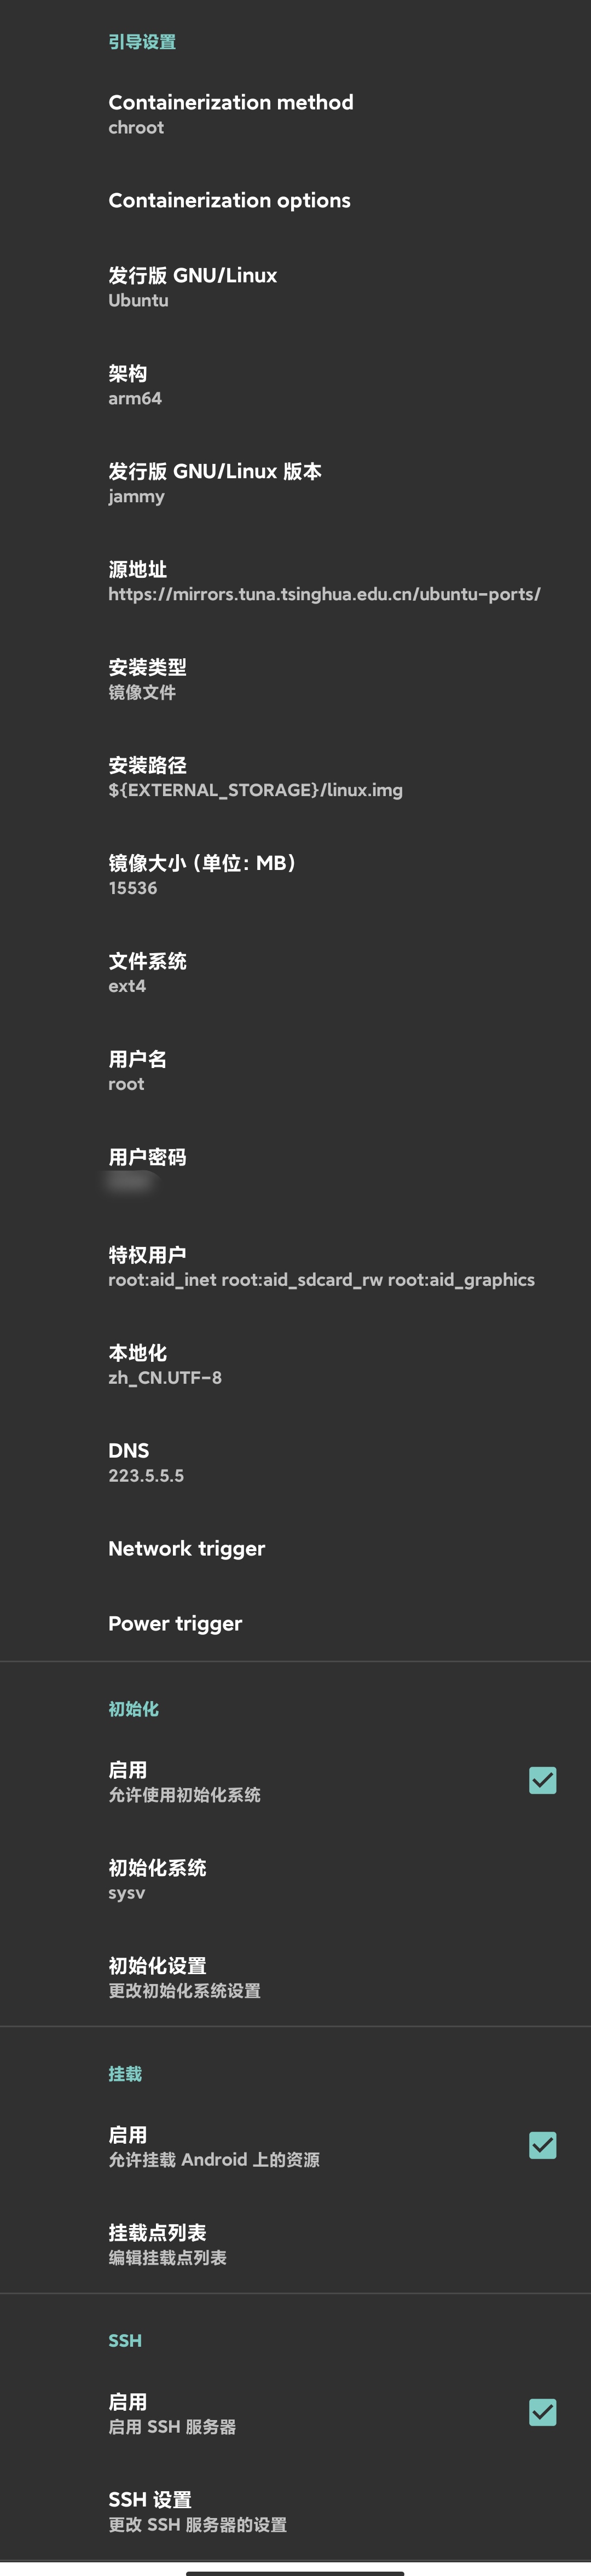 引导设置
Containerization method
chroot
Containerization options
发行版 GNU/Linux
Ubuntu
架构
arm64
发行版 GNU/Linux 版本
jammy
源地址
https://mirrors.tuna.tsinghua.edu.cn/ubuntu-ports/
安装类型
镜像文件
安装路径
${EXTERNAL_STORAGE}/linux.img
镜像大小（单位：MB）
15536
文件系统
ext4
用户名
root
用户密码
特权用户
root:aid_inet root:aid_sdcard_rw root:aid_graphics
本地化
zh_CN.UTF-8
DNS
223.5.5.5
Network trigger
Power trigger
初始化
启用
允许使用初始化系统
初始化系统
sysv
初始化设置
更改初始化系统设置
挂载
启用
允许挂载 Android 上的资源
挂载点列表
编辑挂载点列表
SSH
启用
启用 SSH 服务器
SSH 设置
更改 SSH 服务器的设置